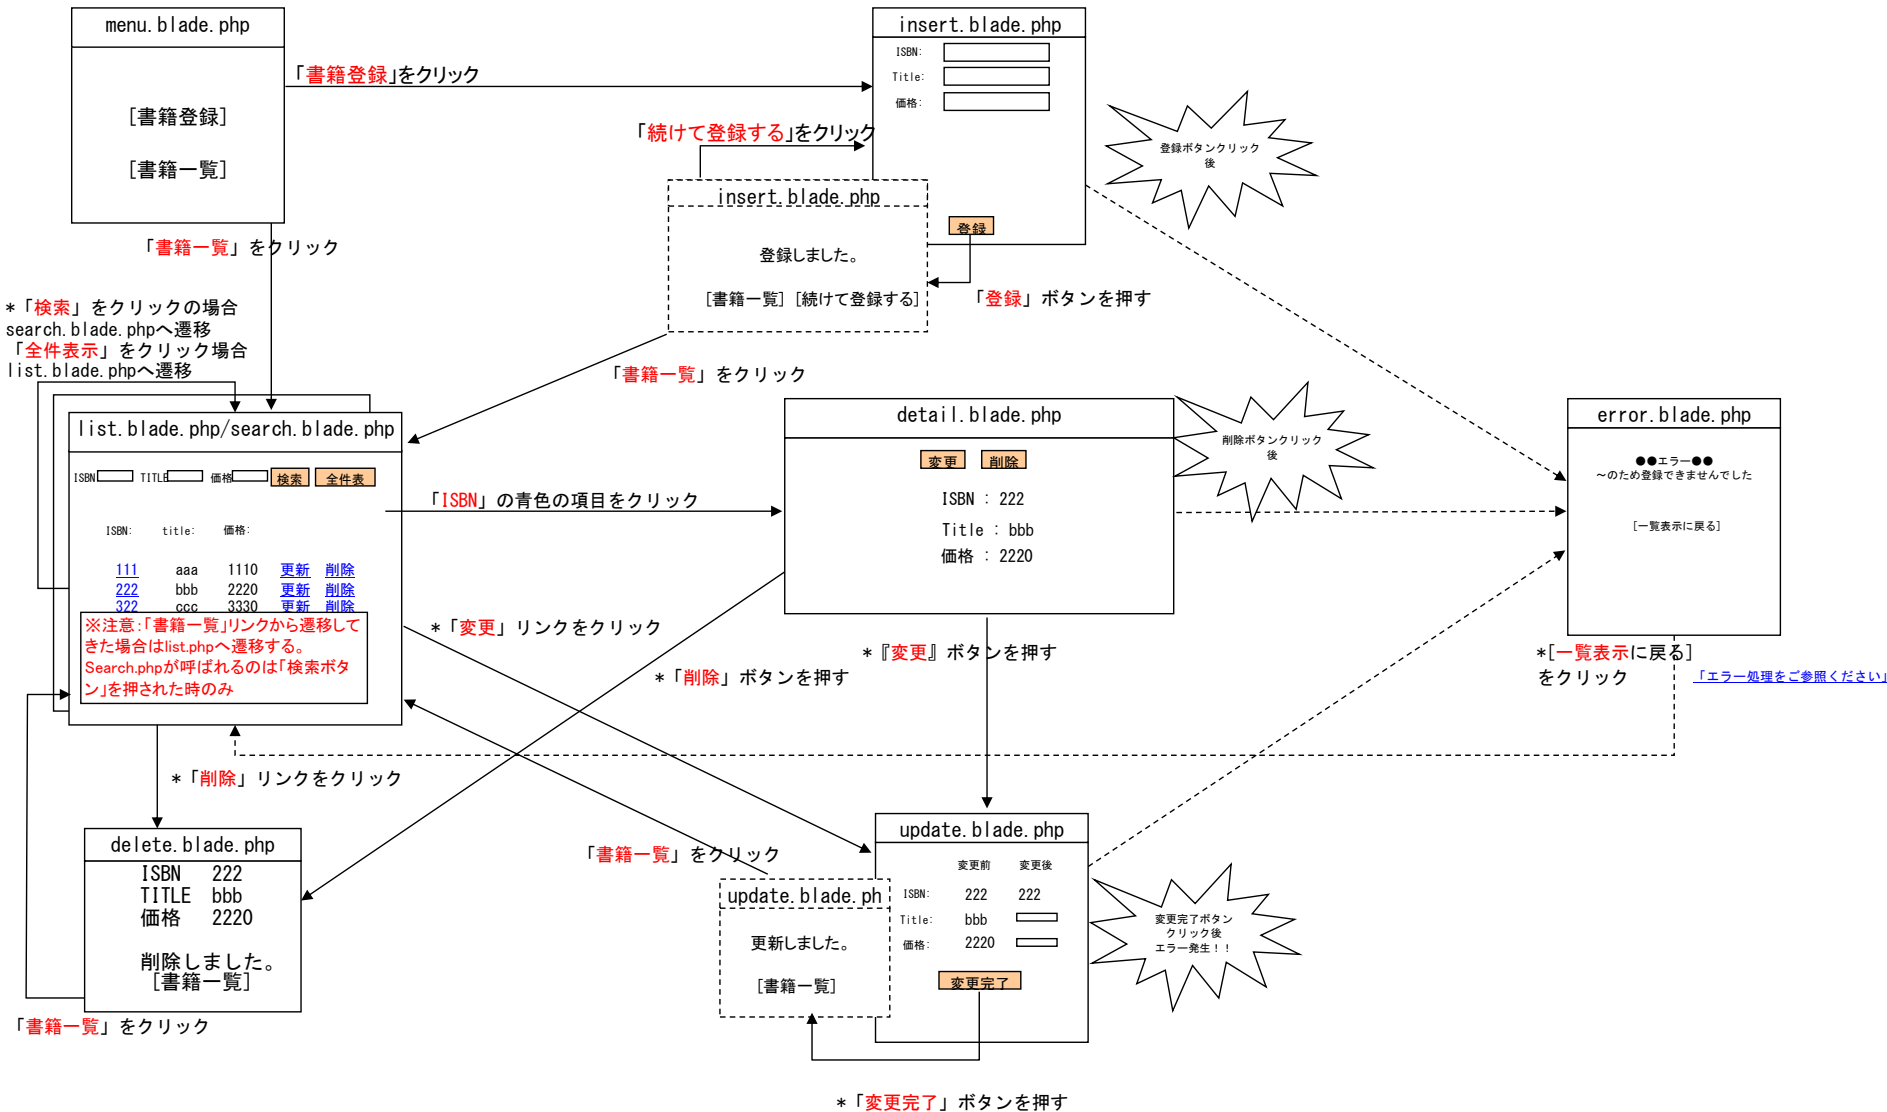 menu.blade.php
[書籍登録]
[書籍一覧]
「書籍登録」をクリック
insert.blade.php
ISBN:
Title:
価格:
登録
登録ボタンクリック
後
「続けて登録する」をクリック
insert.blade.php
登録しました。
[書籍一覧] [続けて登録する]
「登録」ボタンを押す
「書籍一覧」をクリック
*「検索」をクリックの場合
search.blade.phpへ遷移
「全件表示」をクリック場合
list.blade.phpへ遷移
「書籍一覧」をクリック
list.blade.php/search.blade.php
ISBN TITLE 価格 検索 全件表
ISBN: title: 価格:
111 aaa 1110 更新 削除
222 bbb 2220 更新 削除
322 ccc 3330 更新 削除
※注意:「書籍一覧」リンクから遷移して
きた場合はlist.phpへ遷移する。
Search.phpが呼ばれるのは「検索ボタ
ン」を押された時のみ
「ISBN」の青色の項目をクリック
detail.blade.php
変更 削除
ISBN : 222
Title : bbb
価格 : 2220
削除ボタンクリック
後
error.blade.php
●●エラー●●
～のため登録できませんでした
[一覧表示に戻る]
*「変更」リンクをクリック
*「削除」ボタンを押す
*『変更』ボタンを押す
*[一覧表示に戻る]
をクリック
「エラー処理をご参照ください」
*「削除」リンクをクリック
delete.blade.php
ISBN 222
TITLE bbb
価格 2220
削除しました。
[書籍一覧]
「書籍一覧」をクリック
「書籍一覧」をクリック
update.blade.ph
更新しました。
[書籍一覧]
update.blade.php
変更前 変更後
ISBN: 222 222
Title: bbb
価格: 2220
変更完了
変更完了ボタン
クリック後
エラー発生！！
*「変更完了」ボタンを押す